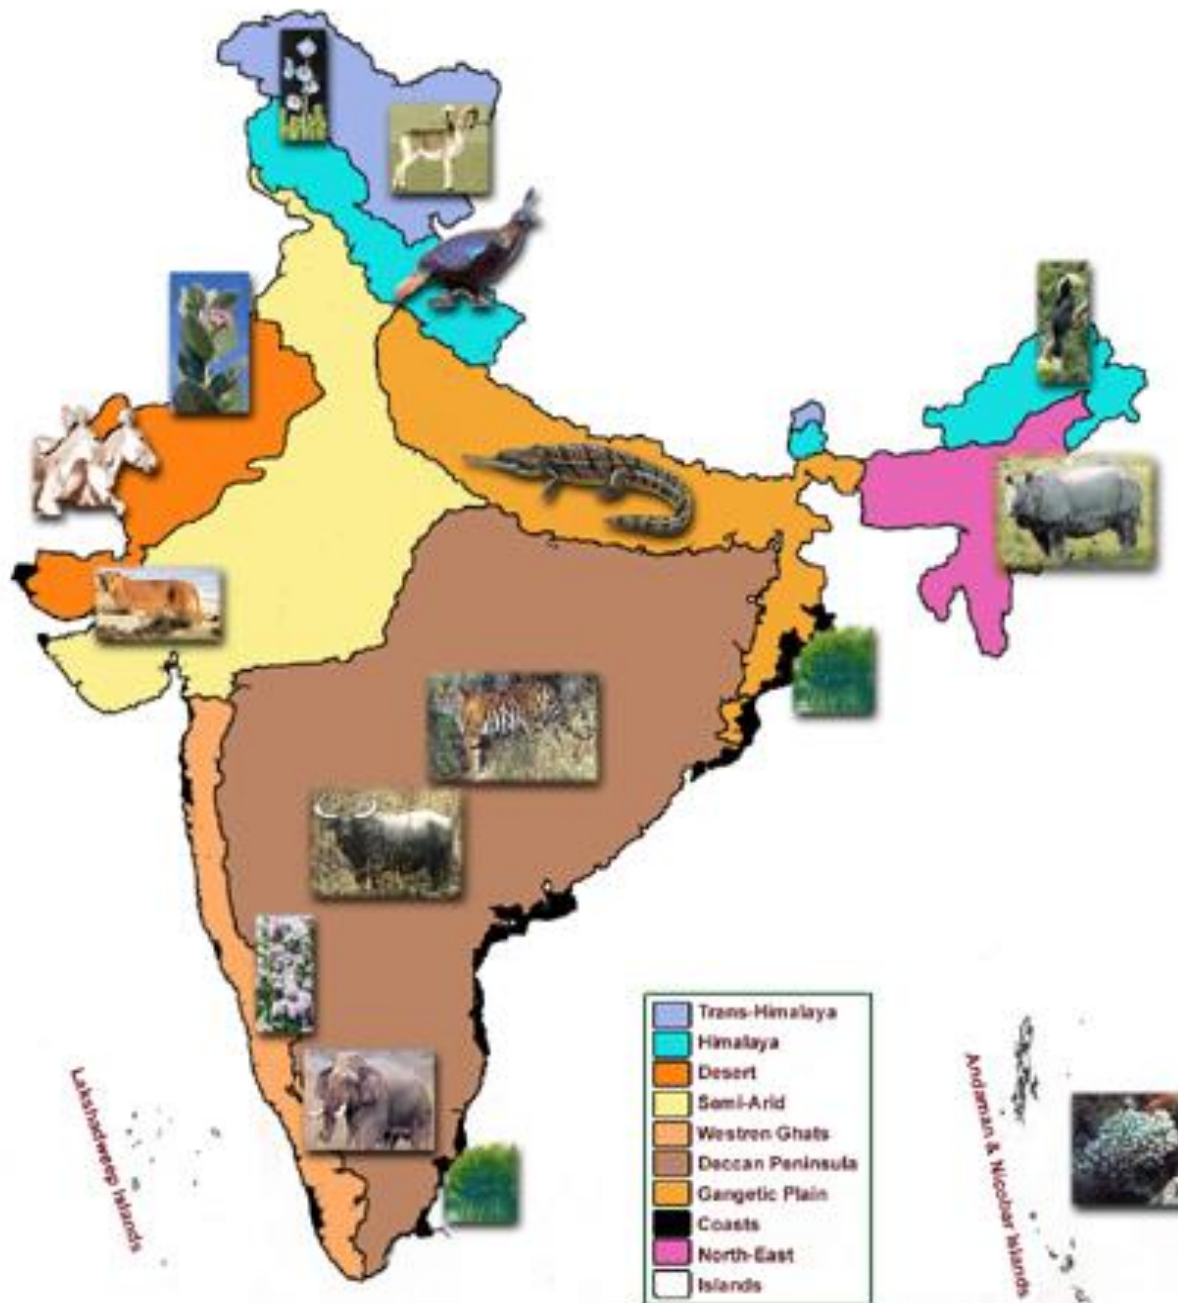 Trans-Himalaya
Himalaya
Desert
Semi-Arid
Westren Ghats
Deccan Peninsula
Gangetic Plain
Coasts
North-East
Islands
Lakshadweep Islands
Andaman & Nicobar Islands